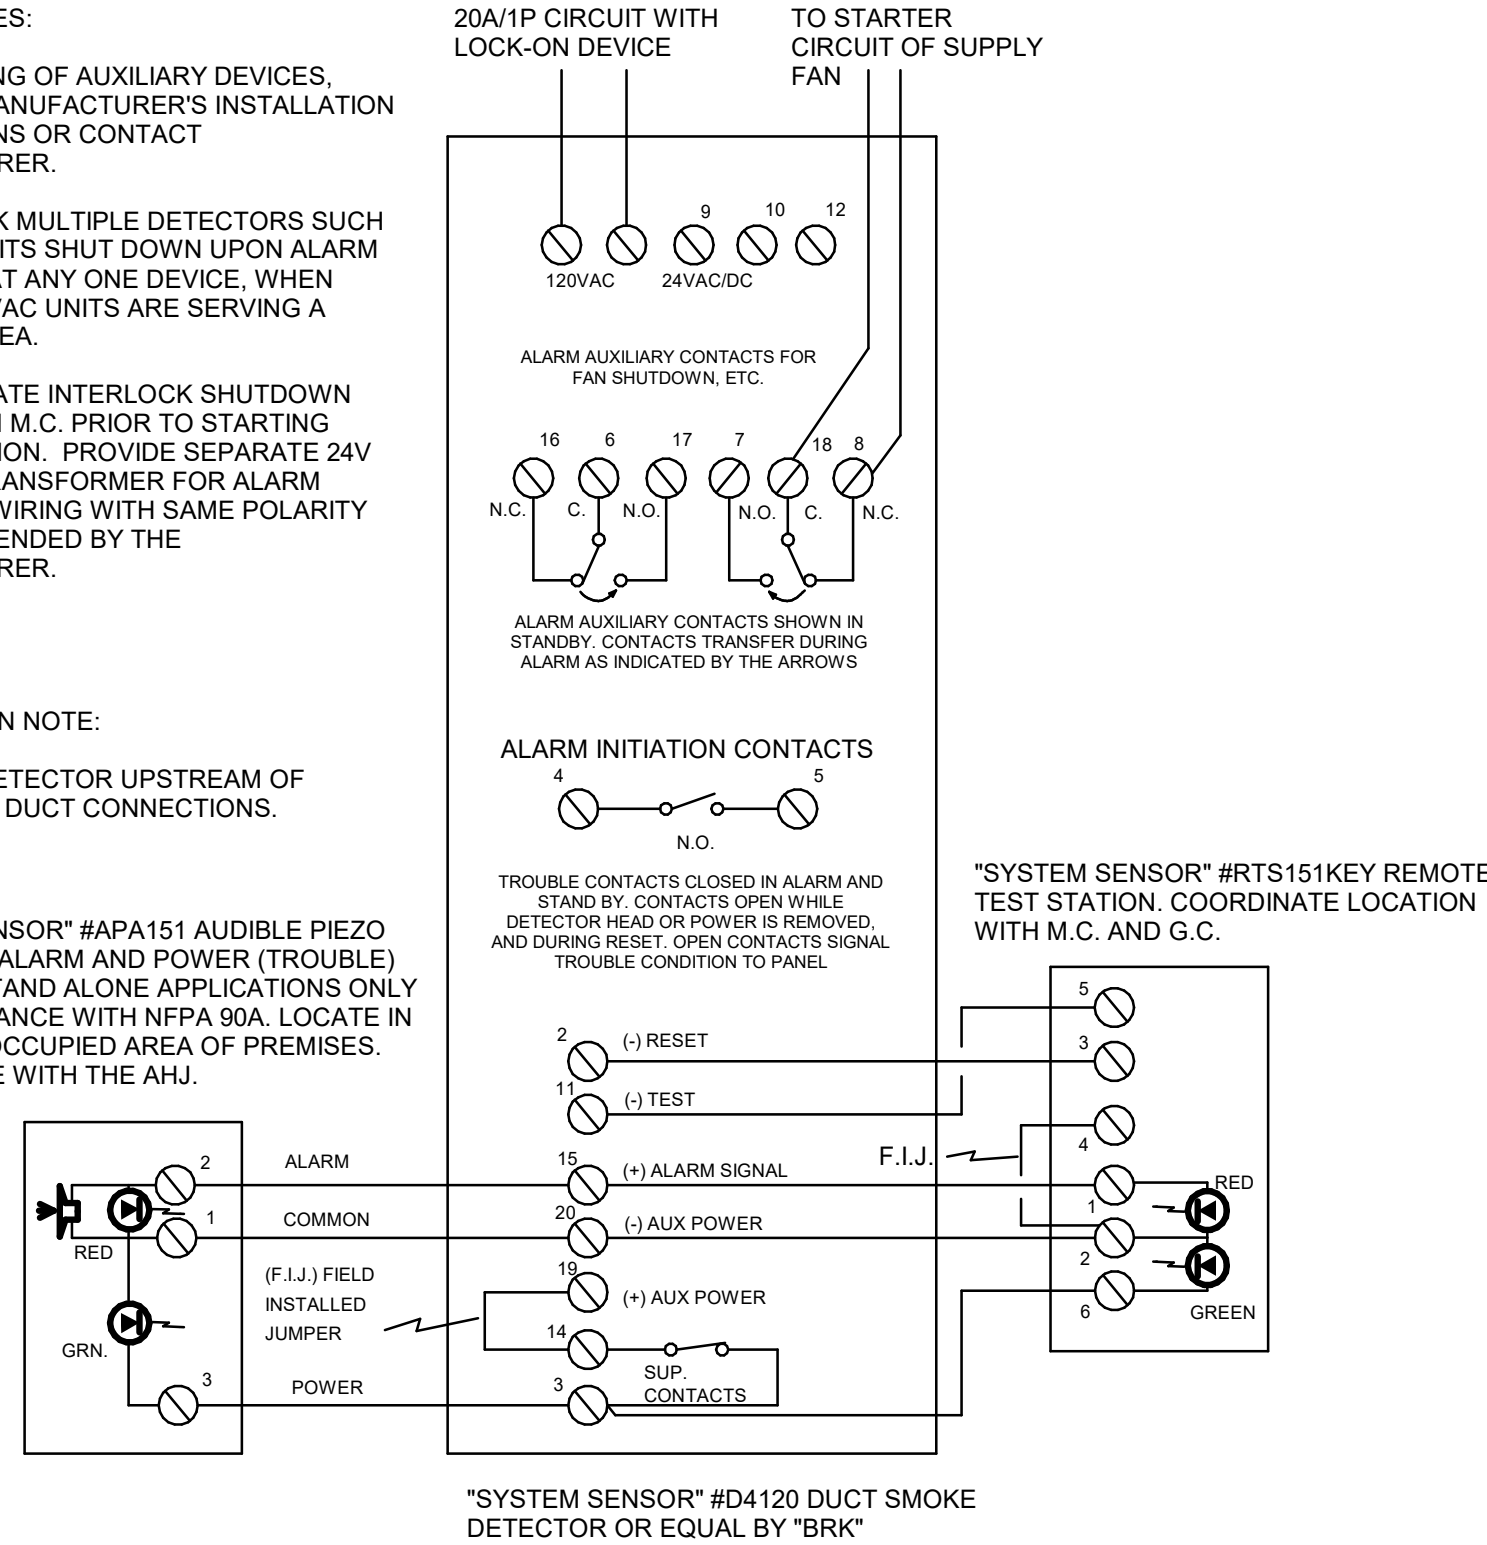 ES:
NG OF AUXILIARY DEVICES,
ANUFACTURER'S INSTALLATION
NS OR CONTACT
RER.
K MULTIPLE DETECTORS SUCH
ITS SHUT DOWN UPON ALARM
AT ANY ONE DEVICE, WHEN
VAC UNITS ARE SERVING A
EA.
ATE INTERLOCK SHUTDOWN
H M.C. PRIOR TO STARTING
ION. PROVIDE SEPARATE 24V
RANSFORMER FOR ALARM
WIRING WITH SAME POLARITY
ENDED BY THE
RER.
N NOTE:
ETECTOR UPSTREAM OF
DUCT CONNECTIONS.
NSOR" #APA151 AUDIBLE PIEZO
ALARM AND POWER (TROUBLE)
TAND ALONE APPLICATIONS ONLY
ANCE WITH NFPA 90A. LOCATE IN
OCCUPIED AREA OF PREMISES.
E WITH THE AHJ.
20A/1P CIRCUIT WITH
LOCK-ON DEVICE
TO STARTER
CIRCUIT OF SUPPLY
FAN
9 10 12
120VAC 24VAC/DC
ALARM AUXILIARY CONTACTS FOR
FAN SHUTDOWN, ETC.
16 6 17 7 18 8
N.C. C. N.O. N.O. C. N.C.
ALARM AUXILIARY CONTACTS SHOWN IN
STANDBY. CONTACTS TRANSFER DURING
ALARM AS INDICATED BY THE ARROWS
ALARM INITIATION CONTACTS
4 5
N.O.
TROUBLE CONTACTS CLOSED IN ALARM AND
STAND BY. CONTACTS OPEN WHILE
DETECTOR HEAD OR POWER IS REMOVED,
AND DURING RESET. OPEN CONTACTS SIGNAL
TROUBLE CONDITION TO PANEL
"SYSTEM SENSOR" #RTS151KEY REMOTE
TEST STATION. COORDINATE LOCATION
WITH M.C. AND G.C.
2 (-) RESET
11 (-) TEST
15 (+) ALARM SIGNAL
20 (-) AUX POWER
19 (+) AUX POWER
14
SUP.
CONTACTS
3
5
3
4
F.I.J.
1
RED
2
6
GREEN
2 ALARM
1 COMMON
RED
(F.I.J.) FIELD
INSTALLED
JUMPER
GRN.
3 POWER
"SYSTEM SENSOR" #D4120 DUCT SMOKE
DETECTOR OR EQUAL BY "BRK"